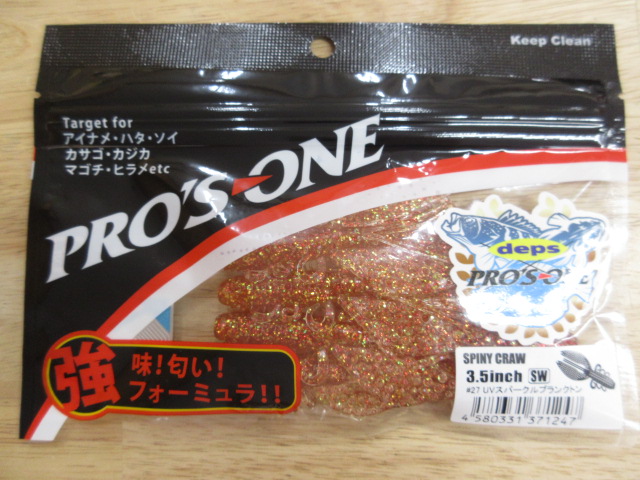 Keep Clean
Target for
アイナメ・ハタ・ソイ
カサゴ・カジカ
マゴチ・ヒラメetc
PRO'S-ONE
deps
PRO'S-ONE
強
味!匂い!
フォーミュラ!!
SPINY CRAW
3.5inch SW
#27 UVスパークルプランクトン
4 580331 371247